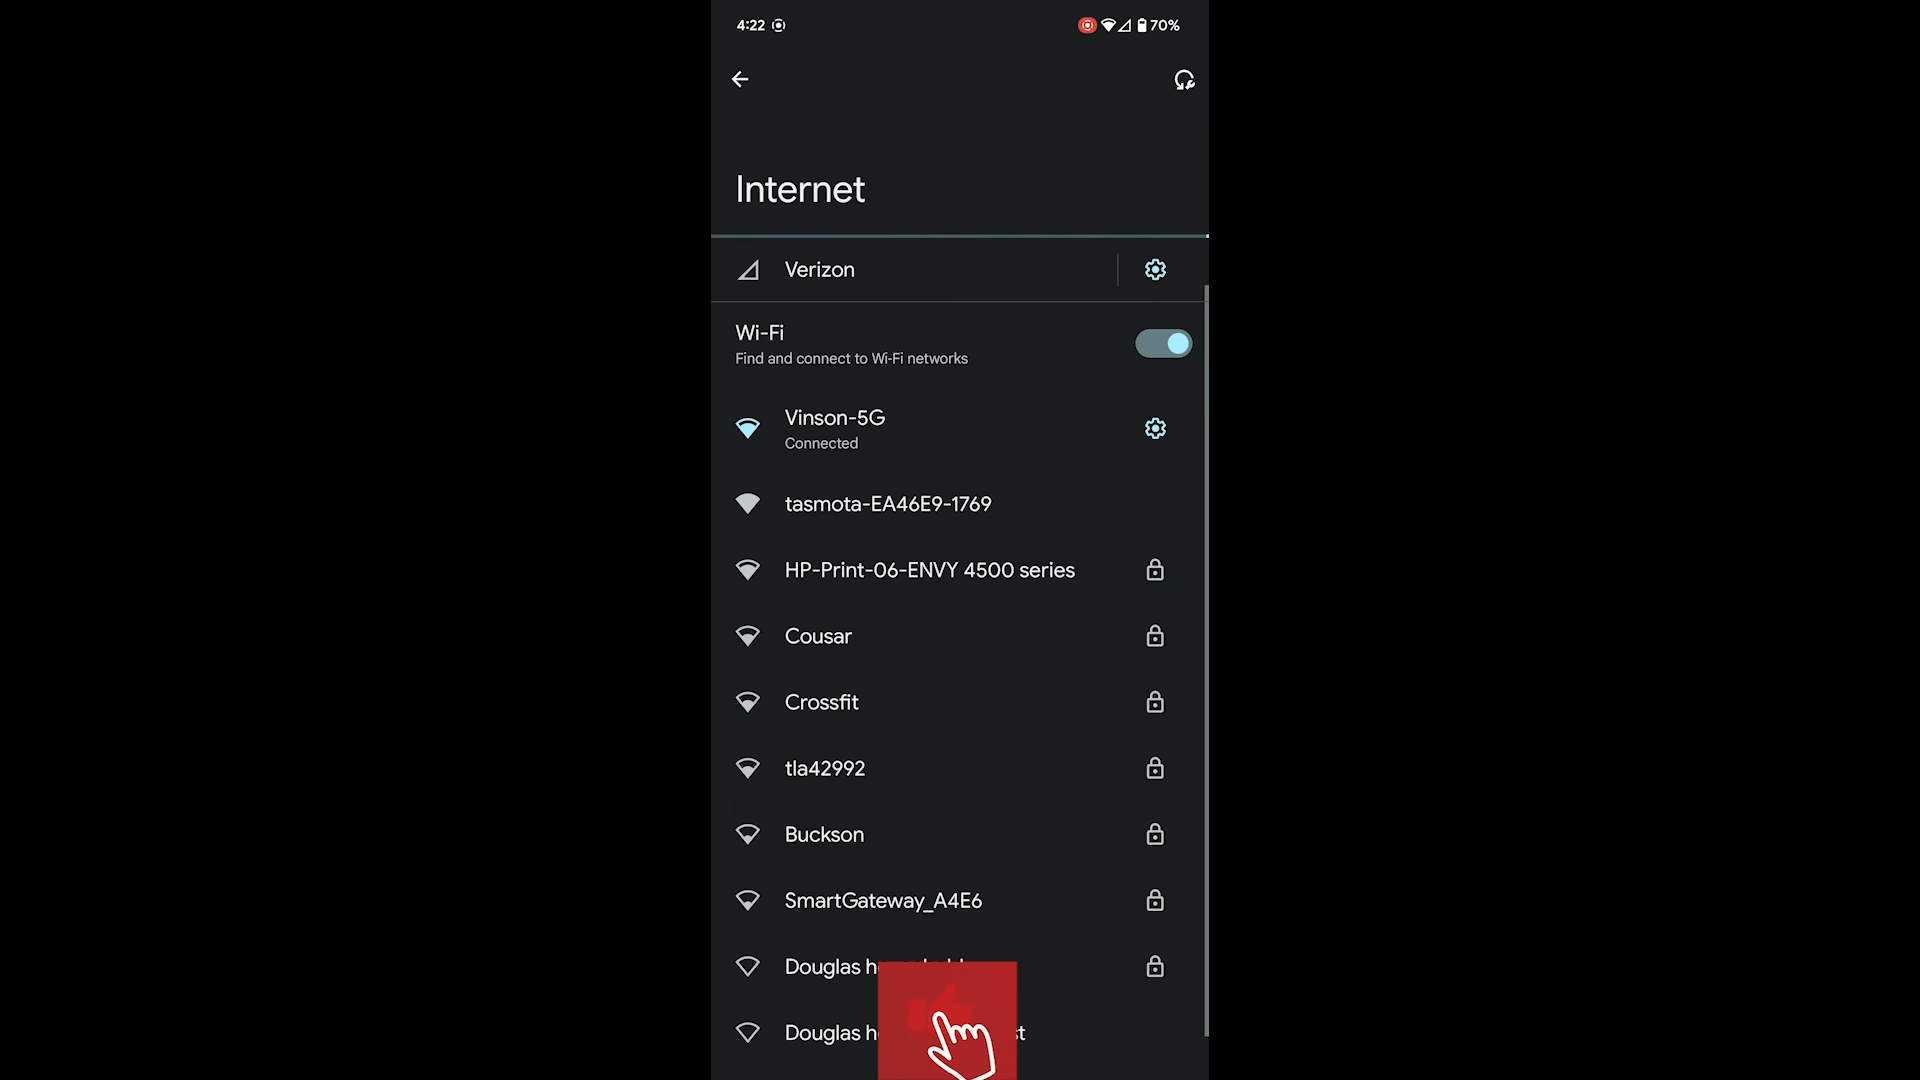 4:22
70%
Internet
Verizon
Wi-Fi
Find and connect to Wi-Fi networks
Vinson-5G
Connected
tasmota-EA46E9-1769
HP-Print-06-ENVY 4500 series
Cousar
Crossfit
tla42992
Buckson
SmartGateway_A4E6
Douglas
Douglas